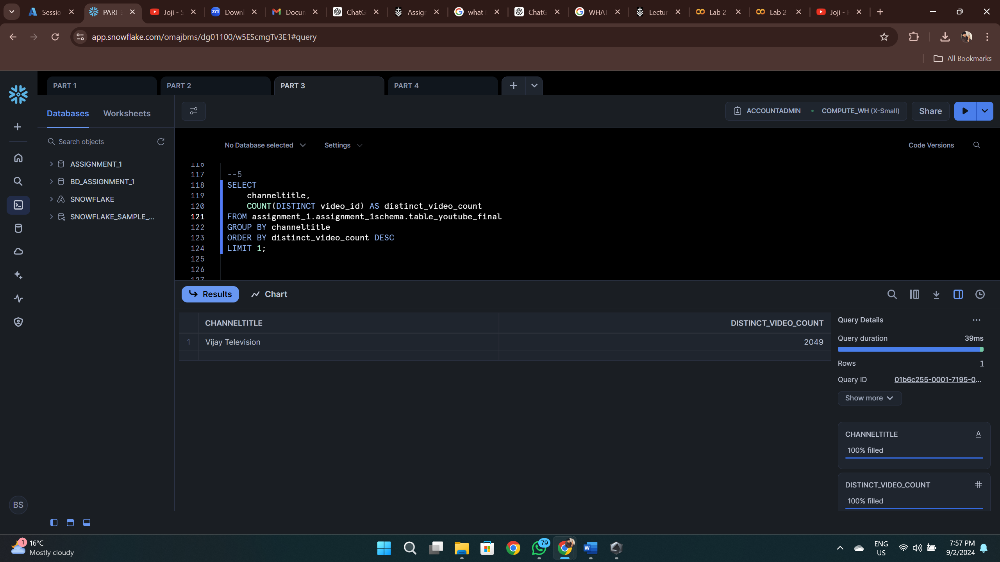 Sessio
PART 3
Joji - S
Downl
Docun
ChatG
Assign
what i
ChatG
WHAT
Lectur
Lab 2
Lab 2
Joji - F
app.snowflake.com/omajbms/dg01100/w5EScmgTv3E1#query
All Bookmarks
PART 1
PART 2
PART 3
PART 4
Databases
Worksheets
ACCOUNTADMIN
COMPUTE_WH (X-Small)
Share
Search objects
No Database selected
Settings
Code Versions
ASSIGNMENT_1
BD_ASSIGNMENT_1
SNOWFLAKE
SNOWFLAKE_SAMPLE_...
116
117 --5
118 SELECT
119 channeltitle,
120 COUNT(DISTINCT video_id) AS distinct_video_count
121 FROM assignment_1.assignment_1schema.table_youtube_final
122 GROUP BY channeltitle
123 ORDER BY distinct_video_count DESC
124 LIMIT 1;
125
126
127
Results
Chart
CHANNELTITLE DISTINCT_VIDEO_COUNT
1 Vijay Television 2049
Query Details
Query duration 39ms
Rows 1
Query ID 01b6c255-0001-7195-0...
Show more
CHANNELTITLE A
100% filled
DISTINCT_VIDEO_COUNT #
100% filled
BS
1
16°C
Mostly cloudy
79
ENG
US
7:57 PM
9/2/2024